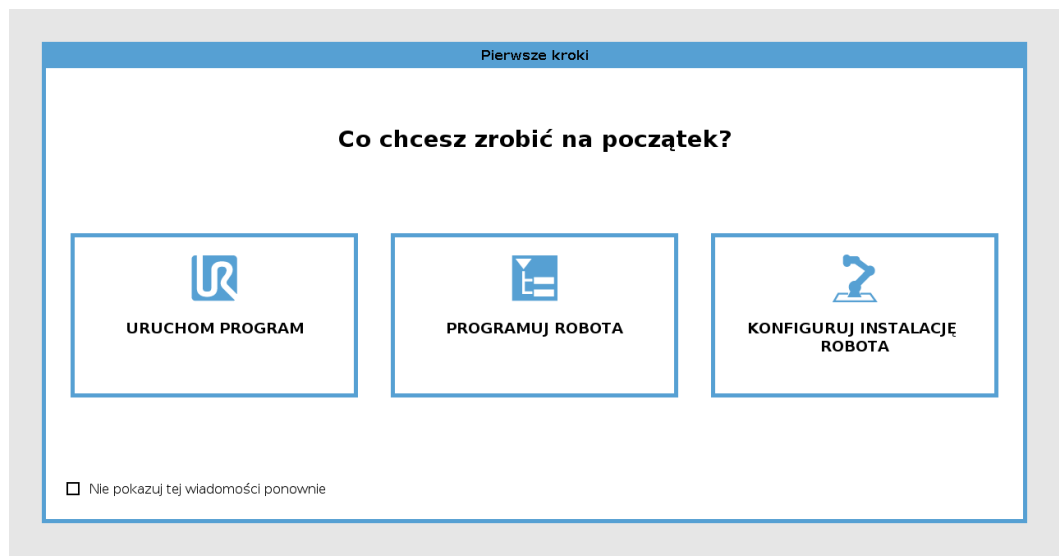 Pierwsze kroki
Co chcesz zrobić na początek?
URUCHOM PROGRAM
PROGRAMUJ ROBOTA
KONFIGURUJ INSTALACJĘ
ROBOTA
Nie pokazuj tej wiadomości ponownie